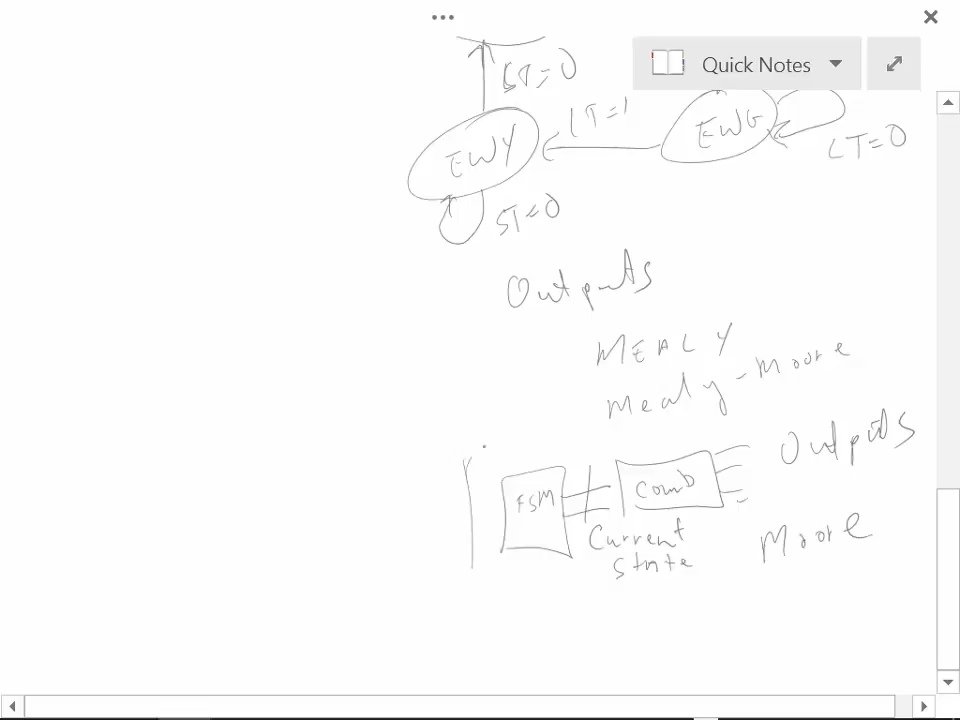 Quick Notes
ST=0
LT=1
EWY
EWG
LT=0
ST=0
Outputs
MEALY
Mealy-Moore
Outputs
FSM
Comb
Current
State
Moore